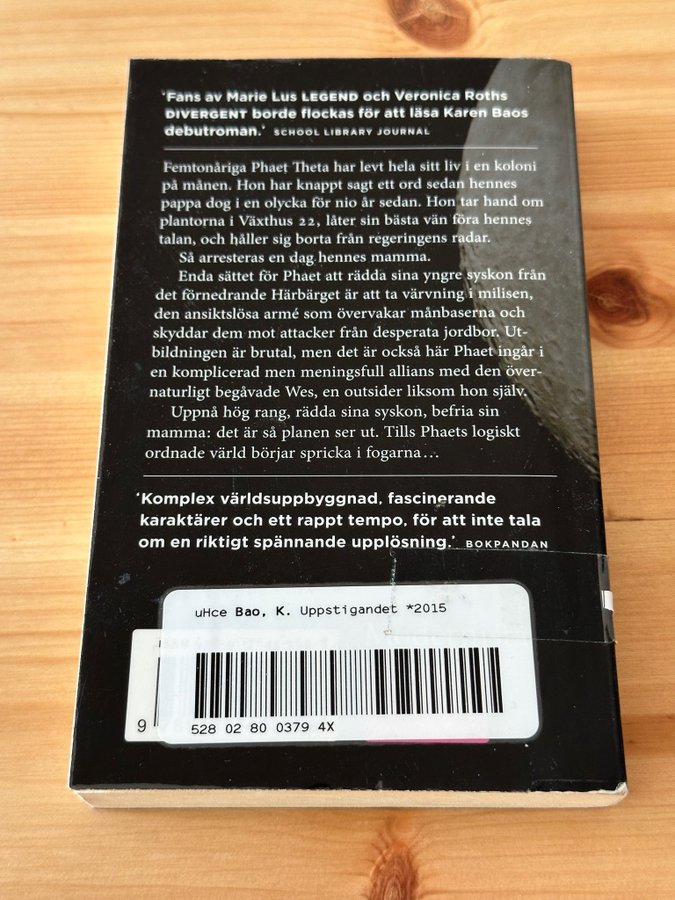 'Fans av Marie Lus LEGEND och Veronica Roths
DIVERGENT borde flockas för att läsa Karen Baos
debutroman.' SCHOOL LIBRARY JOURNAL
Femtonåriga Phaet Theta har levt hela sitt liv i en koloni
på månen. Hon har knappt sagt ett ord sedan hennes
pappa dog i en olycka för nio år sedan. Hon tar hand om
plantorna i Växthus 22, låter sin bästa vän föra hennes
talan, och håller sig borta från regeringens radar.
Så arresteras en dag hennes mamma.
Enda sättet för Phaet att rädda sina yngre syskon från
det förnedrande Härbärget är att ta värvning i milisen,
den ansiktslösa armé som övervakar månbaserna och
skyddar dem mot attacker från desperata jordbor. Ut-
bildningen är brutal, men det är också här Phaet ingår i
en komplicerad men meningsfull allians med den över-
naturligt begåvade Wes, en outsider liksom hon själv.
Uppnå hög rang, rädda sina syskon, befria sin
mamma: det är så planen ser ut. Tills Phaets logiskt
ordnade värld börjar spricka i fogarna...
'Komplex världsuppbyggnad, fascinerande
karaktärer och ett rappt tempo, för att inte tala
om en riktigt spännande upplösning.' BOKPANDAN
uHce Bao, K. Uppstigandet *2015
9
528 02 80 0379 4X